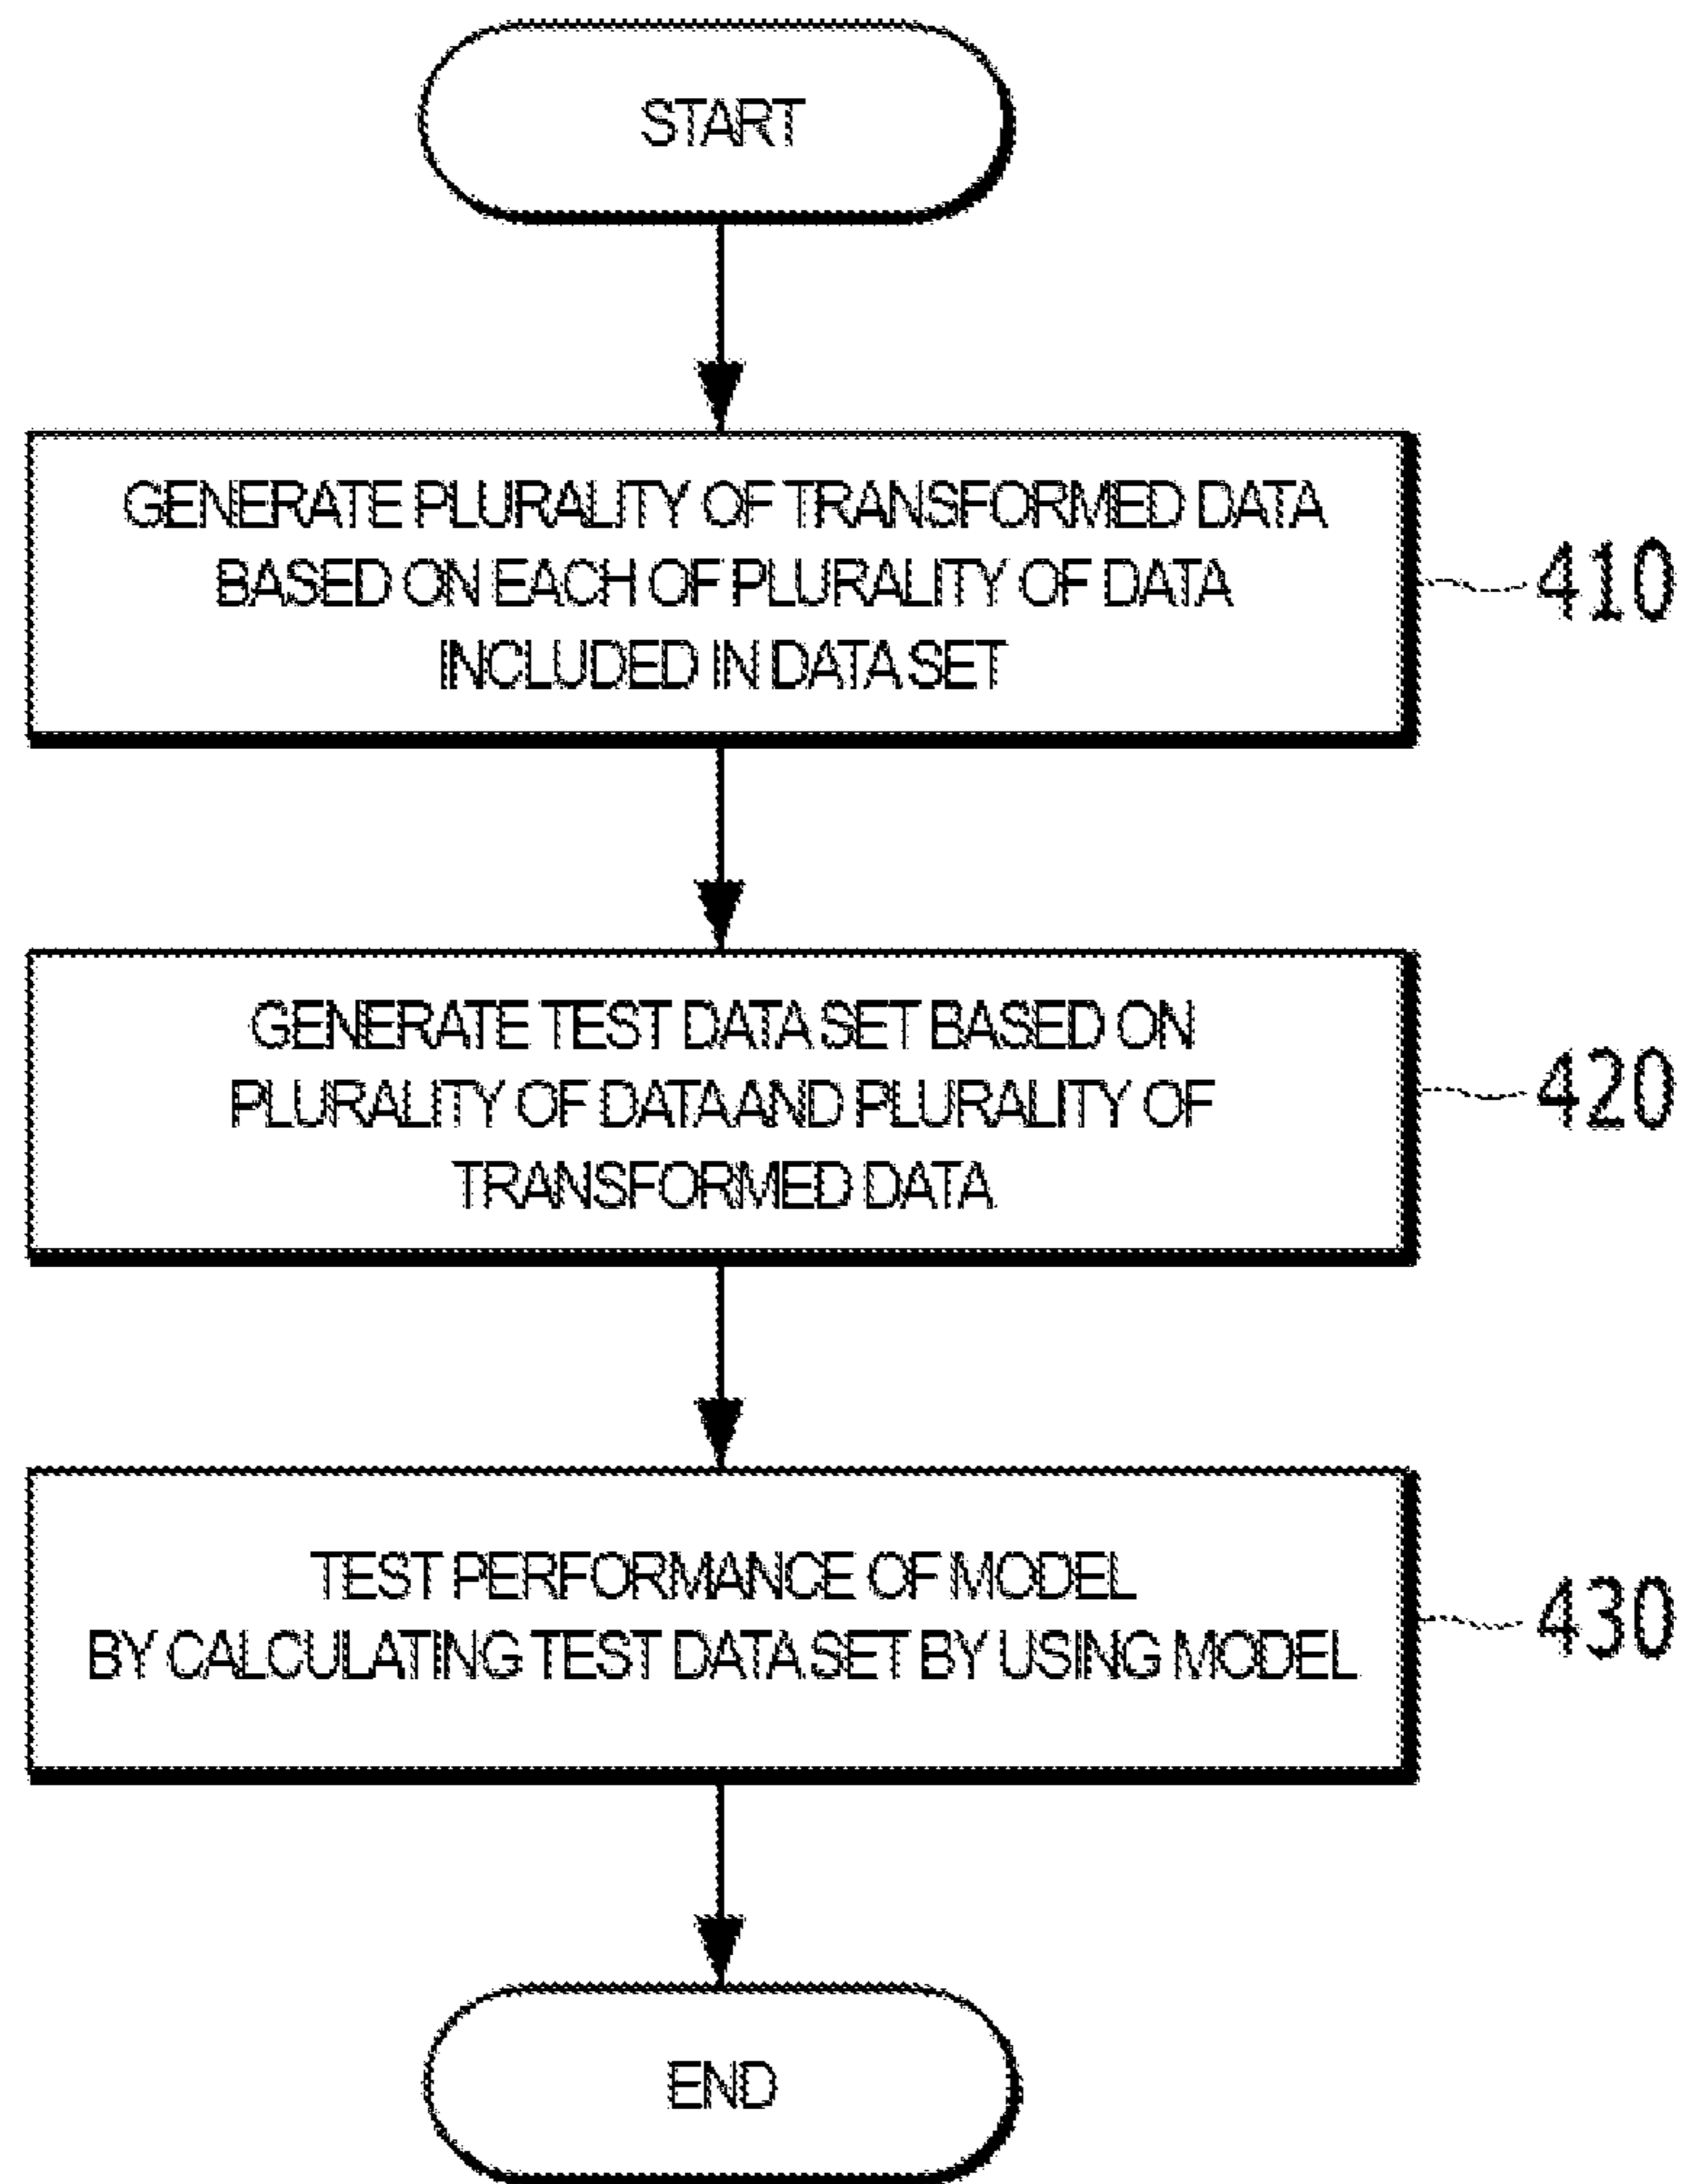 START
GENERATE PLURALITY OF TRANSFORMED DATA
BASED ON EACH OF PLURALITY OF DATA
INCLUDED IN DATA SET
410
GENERATE TEST DATA SET BASED ON
PLURALITY OF DATA AND PLURALITY OF
TRANSFORMED DATA
420
TEST PERFORMANCE OF MODEL
BY CALCULATING TEST DATA SET BY USING MODEL
430
END